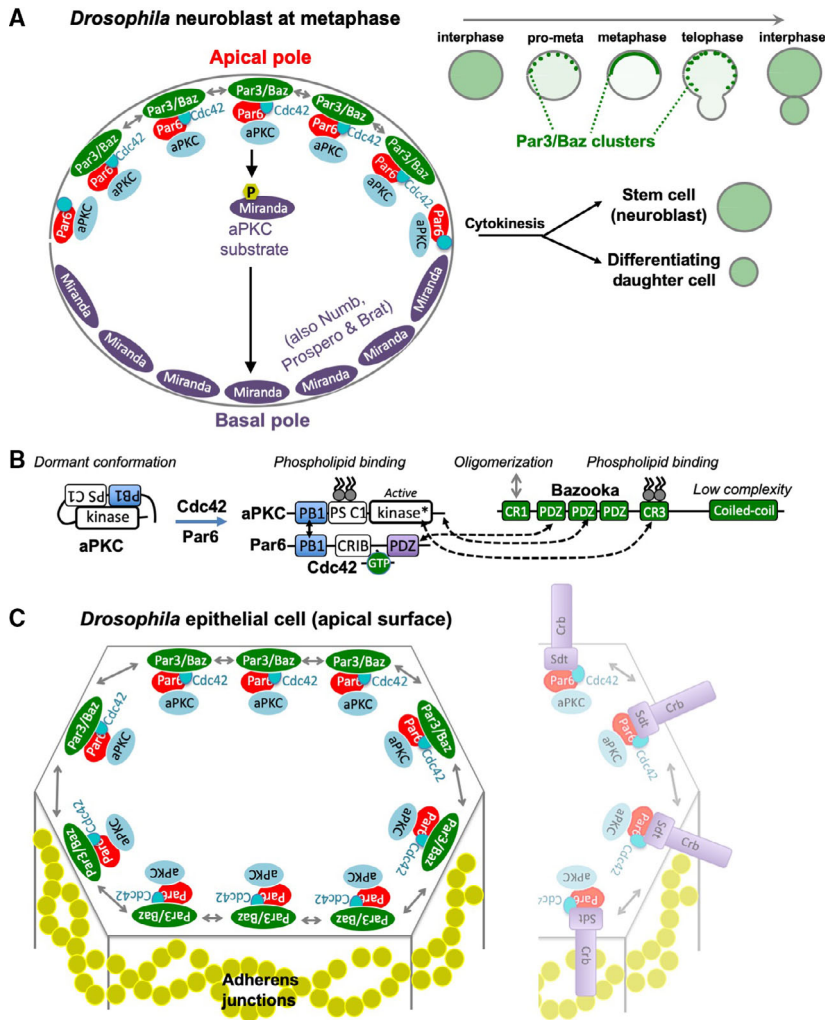 A
Drosophila neuroblast at metaphase
interphase
pro-meta
metaphase
telophase
interphase
Par3/Baz clusters
Apical pole
Par3/Baz
Par6
Cdc42
aPKC
Par3/Baz
Par6
Cdc42
aPKC
Par3/Baz
Par6
Cdc42
aPKC
Par3/Baz
Par6
Cdc42
aPKC
Par3/Baz
Par6
Cdc42
aPKC
Par6
aPKC
Par6
aPKC
P
Miranda
aPKC
substrate
(also Numb,
Prospero & Brat)
Miranda
Miranda
Miranda
Miranda
Miranda
Miranda
Miranda
Basal pole
Cytokinesis
Stem cell
(neuroblast)
Differentiating
daughter cell
B
Dormant conformation
PS C1
PB1
kinase
aPKC
Cdc42
Par6
Phospholipid binding
aPKC
PB1
PS C1
Active
kinase*
Par6
PB1
CRIB
PDZ
Cdc42
GTP
Oligomerization
Phospholipid binding
Bazooka
Low complexity
CR1
PDZ
PDZ
PDZ
CR3
Coiled-coil
C
Drosophila epithelial cell (apical surface)
Par3/Baz
Par6
Cdc42
aPKC
Par3/Baz
Par6
Cdc42
aPKC
Par3/Baz
Par6
Cdc42
aPKC
Par3/Baz
Par6
Cdc42
aPKC
Par3/Baz
Par6
Cdc42
aPKC
Par3/Baz
Par6
Cdc42
aPKC
Par3/Baz
Par6
Cdc42
aPKC
aPKC
Cdc42
Par6
Par3/Baz
aPKC
Cdc42
Par6
Par3/Baz
aPKC
Cdc42
Par6
Par3/Baz
Adherens
junctions
Crb
Sdt
Par6
Cdc42
aPKC
Crb
Sdt
Par6
Cdc42
aPKC
Crb
Sdt
Par6
Cdc42
aPKC
aPKC
Par6
Sdt
Crb